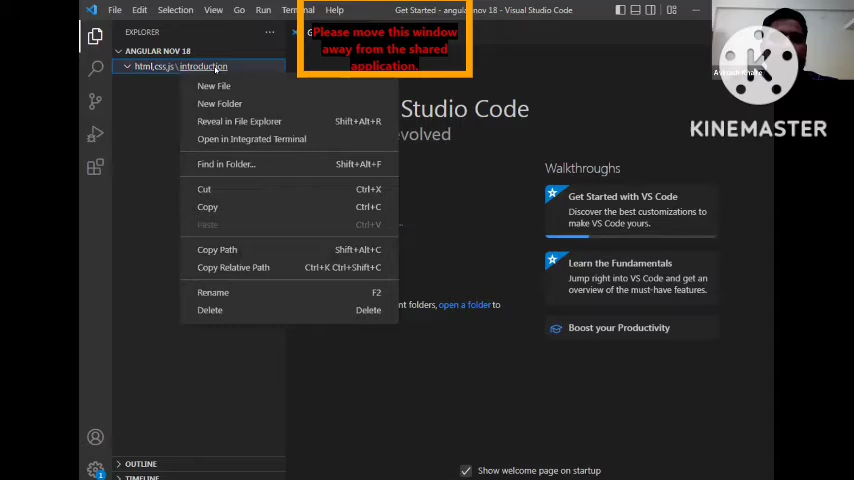 File Edit Selection View Go Run Terminal Help
Get Started - angular nov 18 - Visual Studio Code
Please move this window
away from the shared
application.
EXPLORER
ANGULAR NOV 18
html,css,js \ introduction
New File
New Folder
Reveal in File Explorer Shift+Alt+R
Open in Integrated Terminal
Find in Folder... Shift+Alt+F
Cut Ctrl+X
Copy Ctrl+C
Paste Ctrl+V
Copy Path Shift+Alt+C
Copy Relative Path Ctrl+K Ctrl+Shift+C
Rename F2
Delete Delete
Studio Code
evolved
Walkthroughs
Get Started with VS Code
Discover the best customizations to
make VS Code yours.
Learn the Fundamentals
Jump right into VS Code and get an
overview of the must-have features.
Boost your Productivity
nt folders, open a folder to
Show welcome page on startup
OUTLINE
TIMELINE
1
KINEMASTER